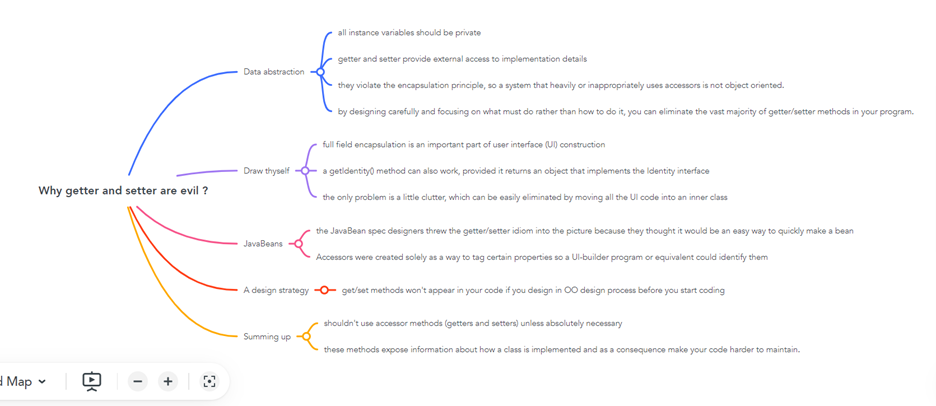 Why getter and setter are evil ?
Data abstraction
all instance variables should be private
getter and setter provide external access to implementation details
they violate the encapsulation principle, so a system that heavily or inappropriately uses accessors is not object oriented.
by designing carefully and focusing on what must do rather than how to do it, you can eliminate the vast majority of getter/setter methods in your program.
Draw thyself
full field encapsulation is an important part of user interface (UI) construction
a getIdentity() method can also work, provided it returns an object that implements the Identity interface
the only problem is a little clutter, which can be easily eliminated by moving all the UI code into an inner class
JavaBeans
the JavaBean spec designers threw the getter/setter idiom into the picture because they thought it would be an easy way to quickly make a bean
Accessors were created solely as a way to tag certain properties so a UI-builder program or equivalent could identify them
A design strategy
get/set methods won't appear in your code if you design in OO design process before you start coding
Summing up
shouldn't use accessor methods (getters and setters) unless absolutely necessary
these methods expose information about how a class is implemented and as a consequence make your code harder to maintain.
d Map